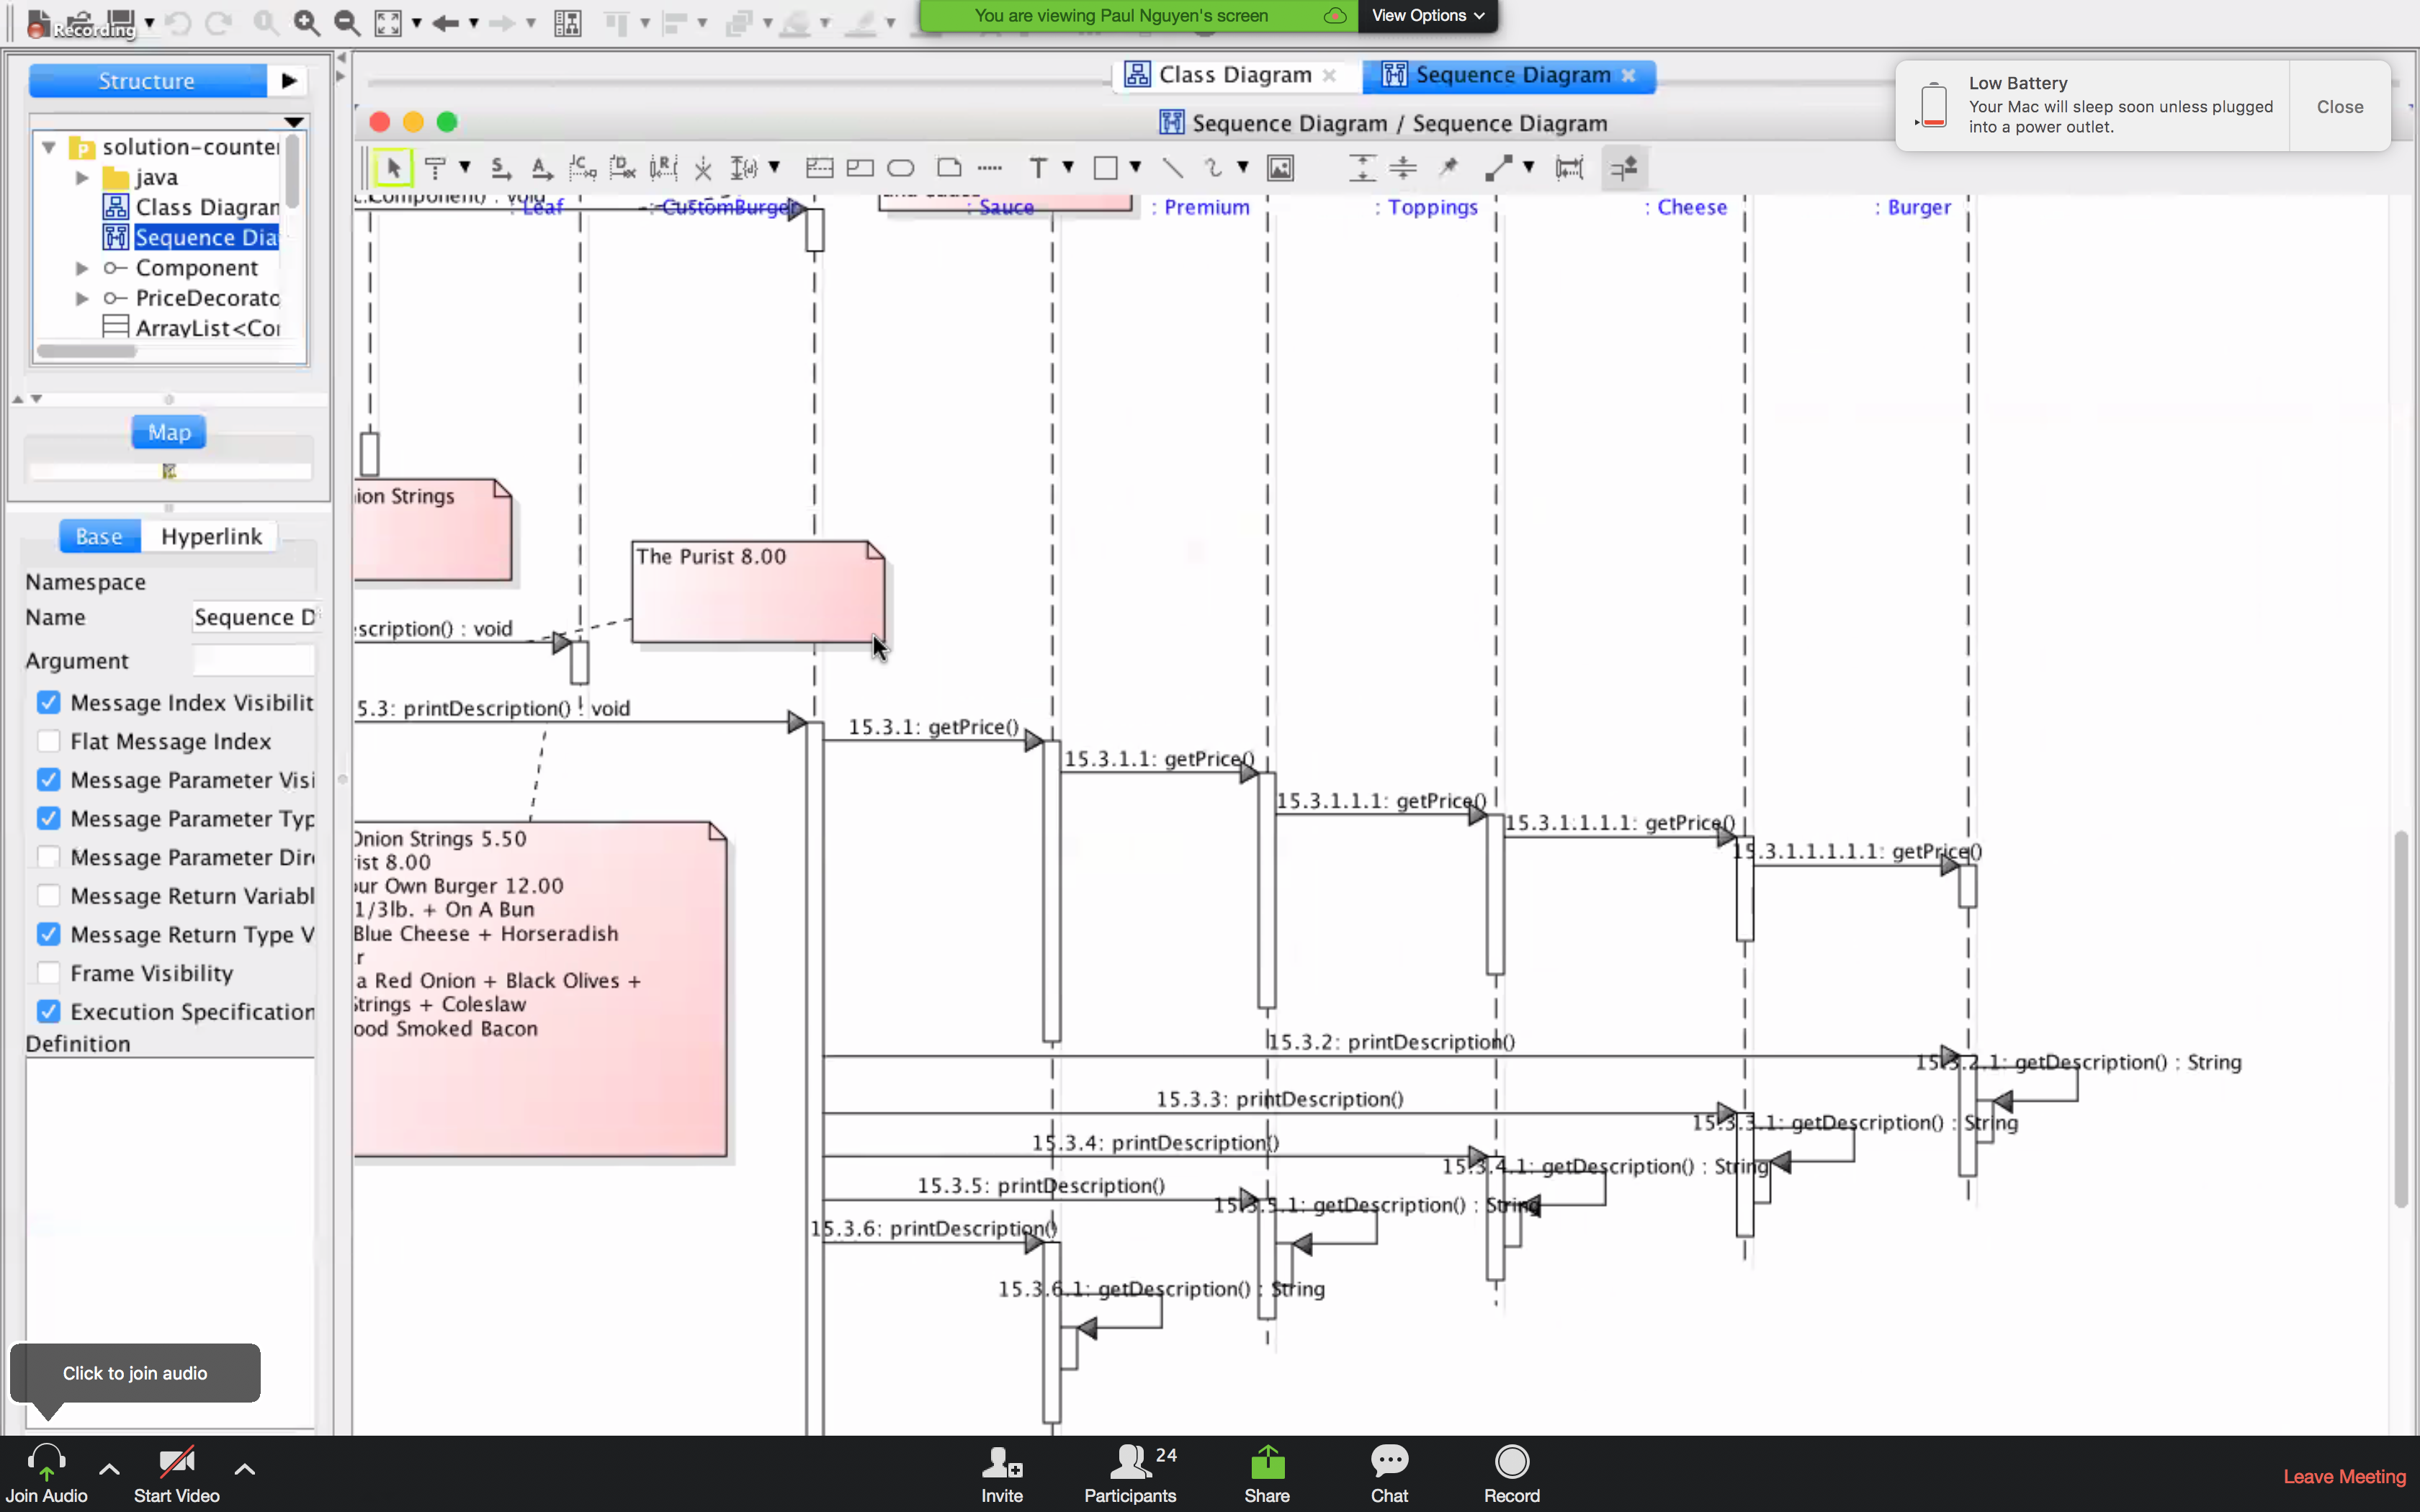 Recording
You are viewing Paul Nguyen's screen
View Options
Structure
Class Diagram
Sequence Diagram
Low Battery
Your Mac will sleep soon unless plugged
into a power outlet.
Close
Sequence Diagram / Sequence Diagram
solution-counter
java
Class Diagram
Sequence Dia
Component
PriceDecorato
ArrayList<Co
Map
Base
Hyperlink
Namespace
Name
Sequence D
Argument
Message Index Visibilit
Flat Message Index
Message Parameter Visi
Message Parameter Typ
Message Parameter Dir
Message Return Variabl
Message Return Type V
Frame Visibility
Execution Specification
Definition
Component() : void
: Leaf
: CustomBurger
: Sauce
: Premium
: Toppings
: Cheese
: Burger
ion Strings
The Purist 8.00
scription() : void
5.3: printDescription() : void
15.3.1: getPrice()
15.3.1.1: getPrice()
15.3.1.1.1: getPrice()
15.3.1.1.1.1: getPrice()
15.3.1.1.1.1.1: getPrice()
Onion Strings 5.50
ist 8.00
ur Own Burger 12.00
1/3lb. + On A Bun
Blue Cheese + Horseradish
r
a Red Onion + Black Olives +
Strings + Coleslaw
ood Smoked Bacon
15.3.2: printDescription()
15.3.2.1: getDescription() : String
15.3.3: printDescription()
15.3.3.1: getDescription() : String
15.3.4: printDescription()
15.3.4.1: getDescription() : String
15.3.5: printDescription()
15.3.5.1: getDescription() : String
15.3.6: printDescription()
15.3.6.1: getDescription() : String
Click to join audio
Join Audio
Start Video
Invite
24
Participants
Share
Chat
Record
Leave Meeting